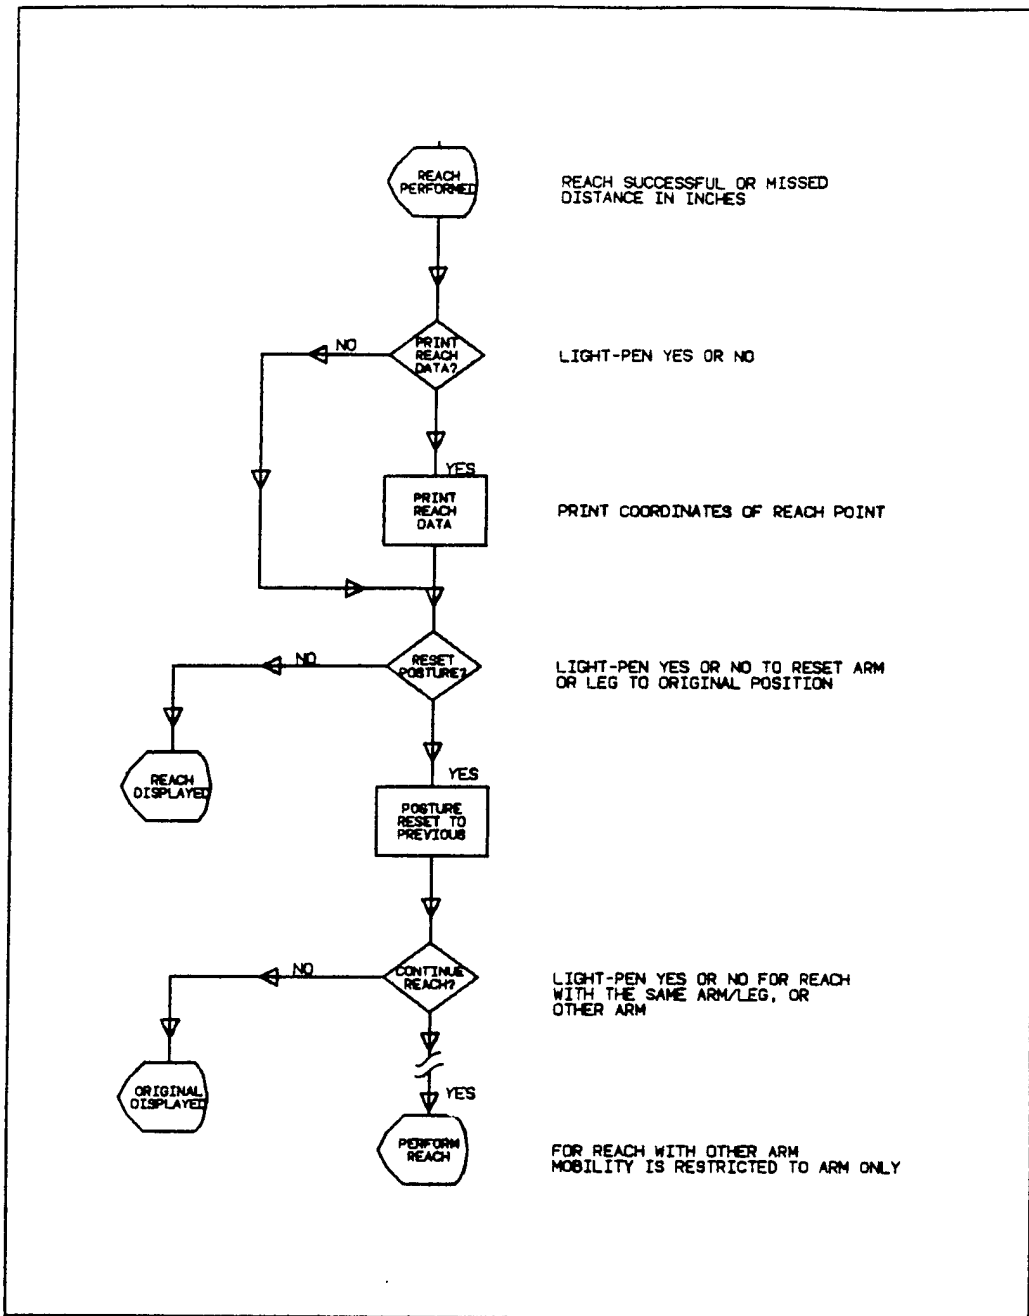 REACH
PERFORMED
REACH SUCCESSFUL OR MISSED
DISTANCE IN INCHES
NO
PRINT
REACH
DATA?
LIGHT-PEN YES OR NO
YES
PRINT
REACH
DATA
PRINT COORDINATES OF REACH POINT
NO
RESET
POSTURE?
LIGHT-PEN YES OR NO TO RESET ARM
OR LEG TO ORIGINAL POSITION
REACH
DISPLAYED
YES
POSTURE
RESET TO
PREVIOUS
NO
CONTINUE
REACH?
LIGHT-PEN YES OR NO FOR REACH
WITH THE SAME ARM/LEG, OR
OTHER ARM
ORIGINAL
DISPLAYED
YES
PERFORM
REACH
FOR REACH WITH OTHER ARM
MOBILITY IS RESTRICTED TO ARM ONLY